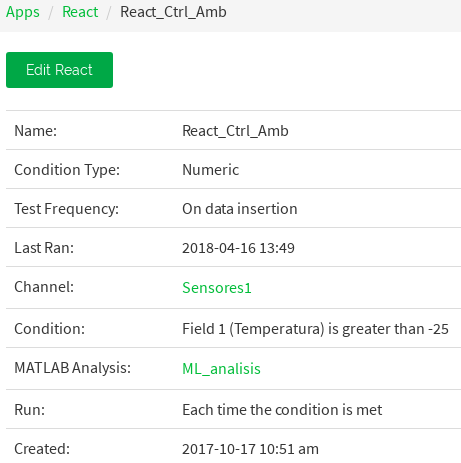 Apps / React / React_Ctrl_Amb
Edit React
Name: React_Ctrl_Amb
Condition Type: Numeric
Test Frequency: On data insertion
Last Ran: 2018-04-16 13:49
Channel: Sensores1
Condition: Field 1 (Temperatura) is greater than -25
MATLAB Analysis: ML_analisis
Run: Each time the condition is met
Created: 2017-10-17 10:51 am